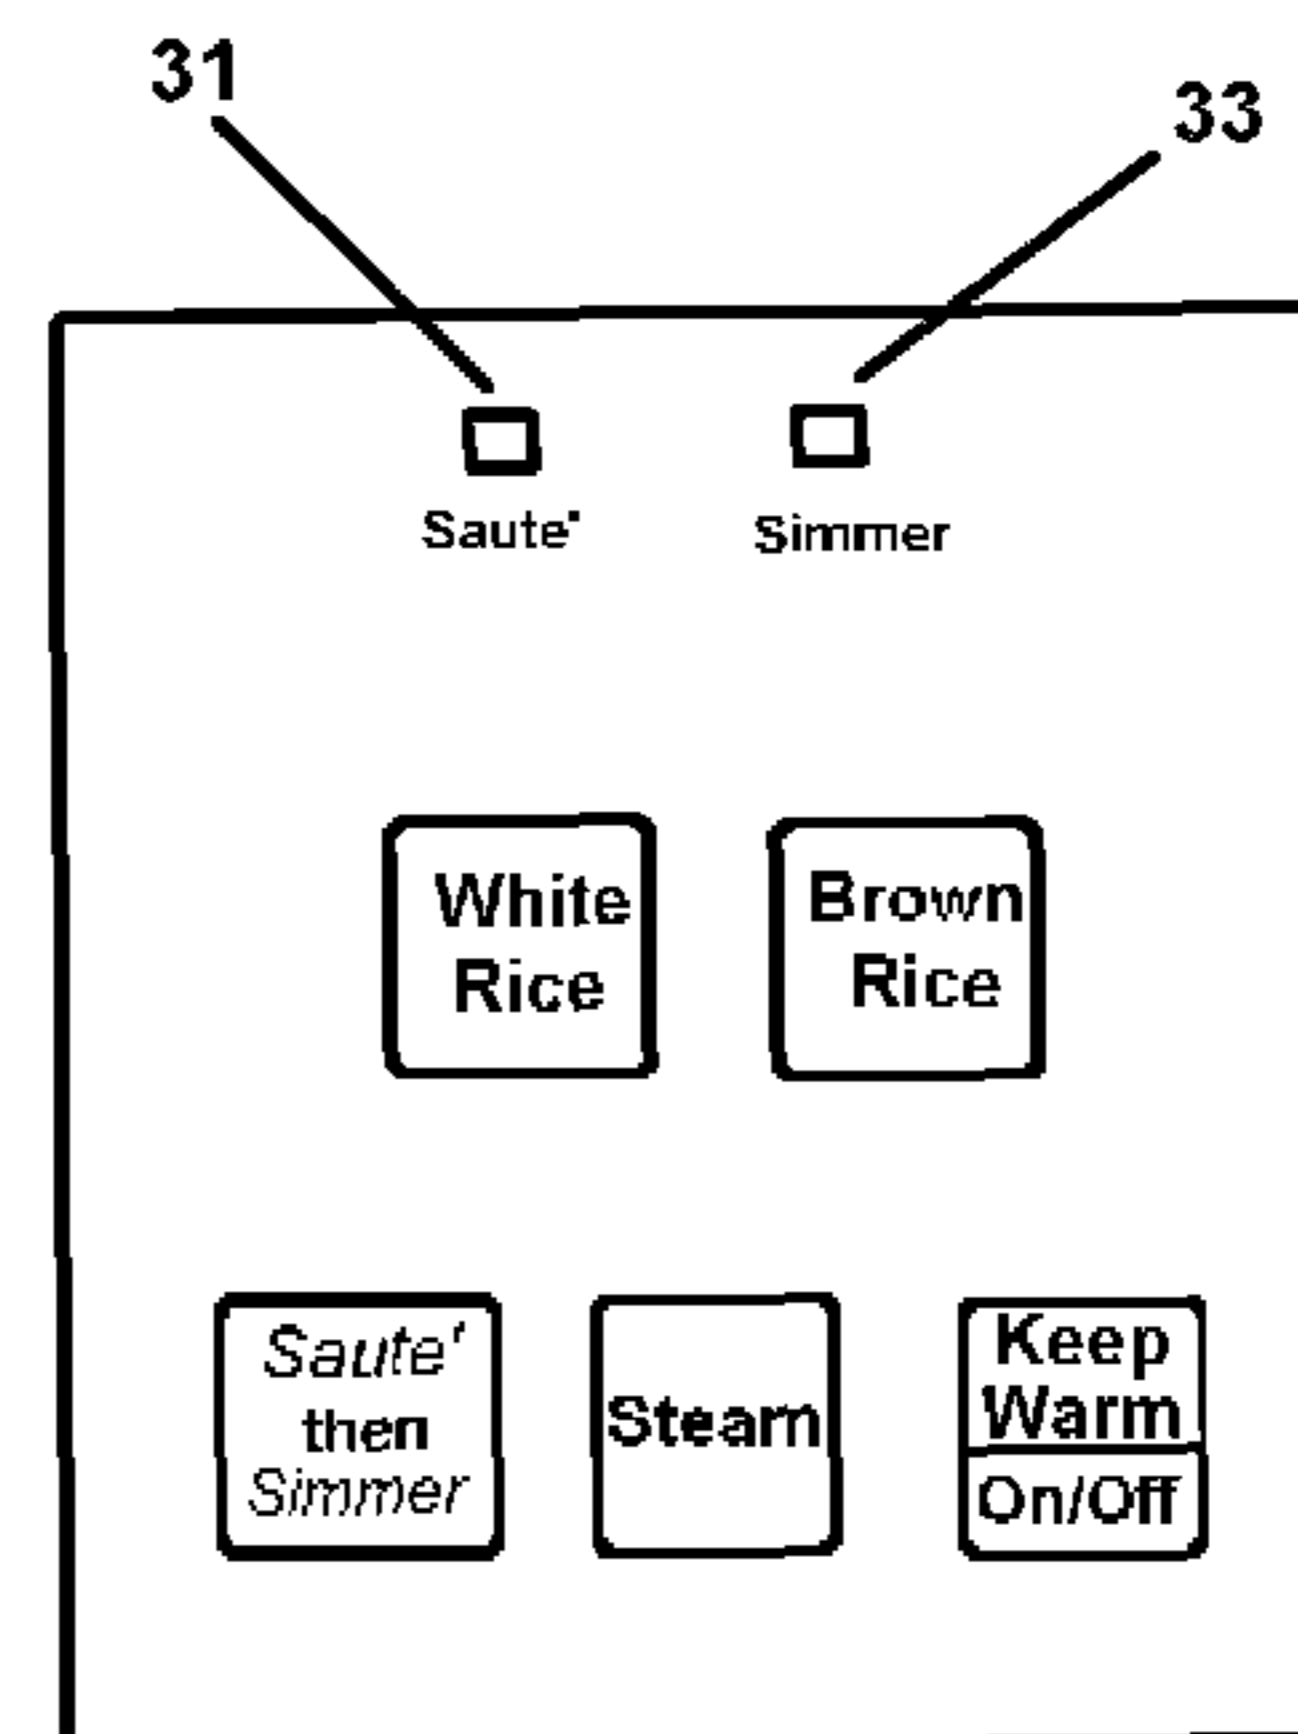 31
33
Saute'
Simmer
White
Rice
Brown
Rice
Saute'
then
Simmer
Steam
Keep
Warm
On/Off